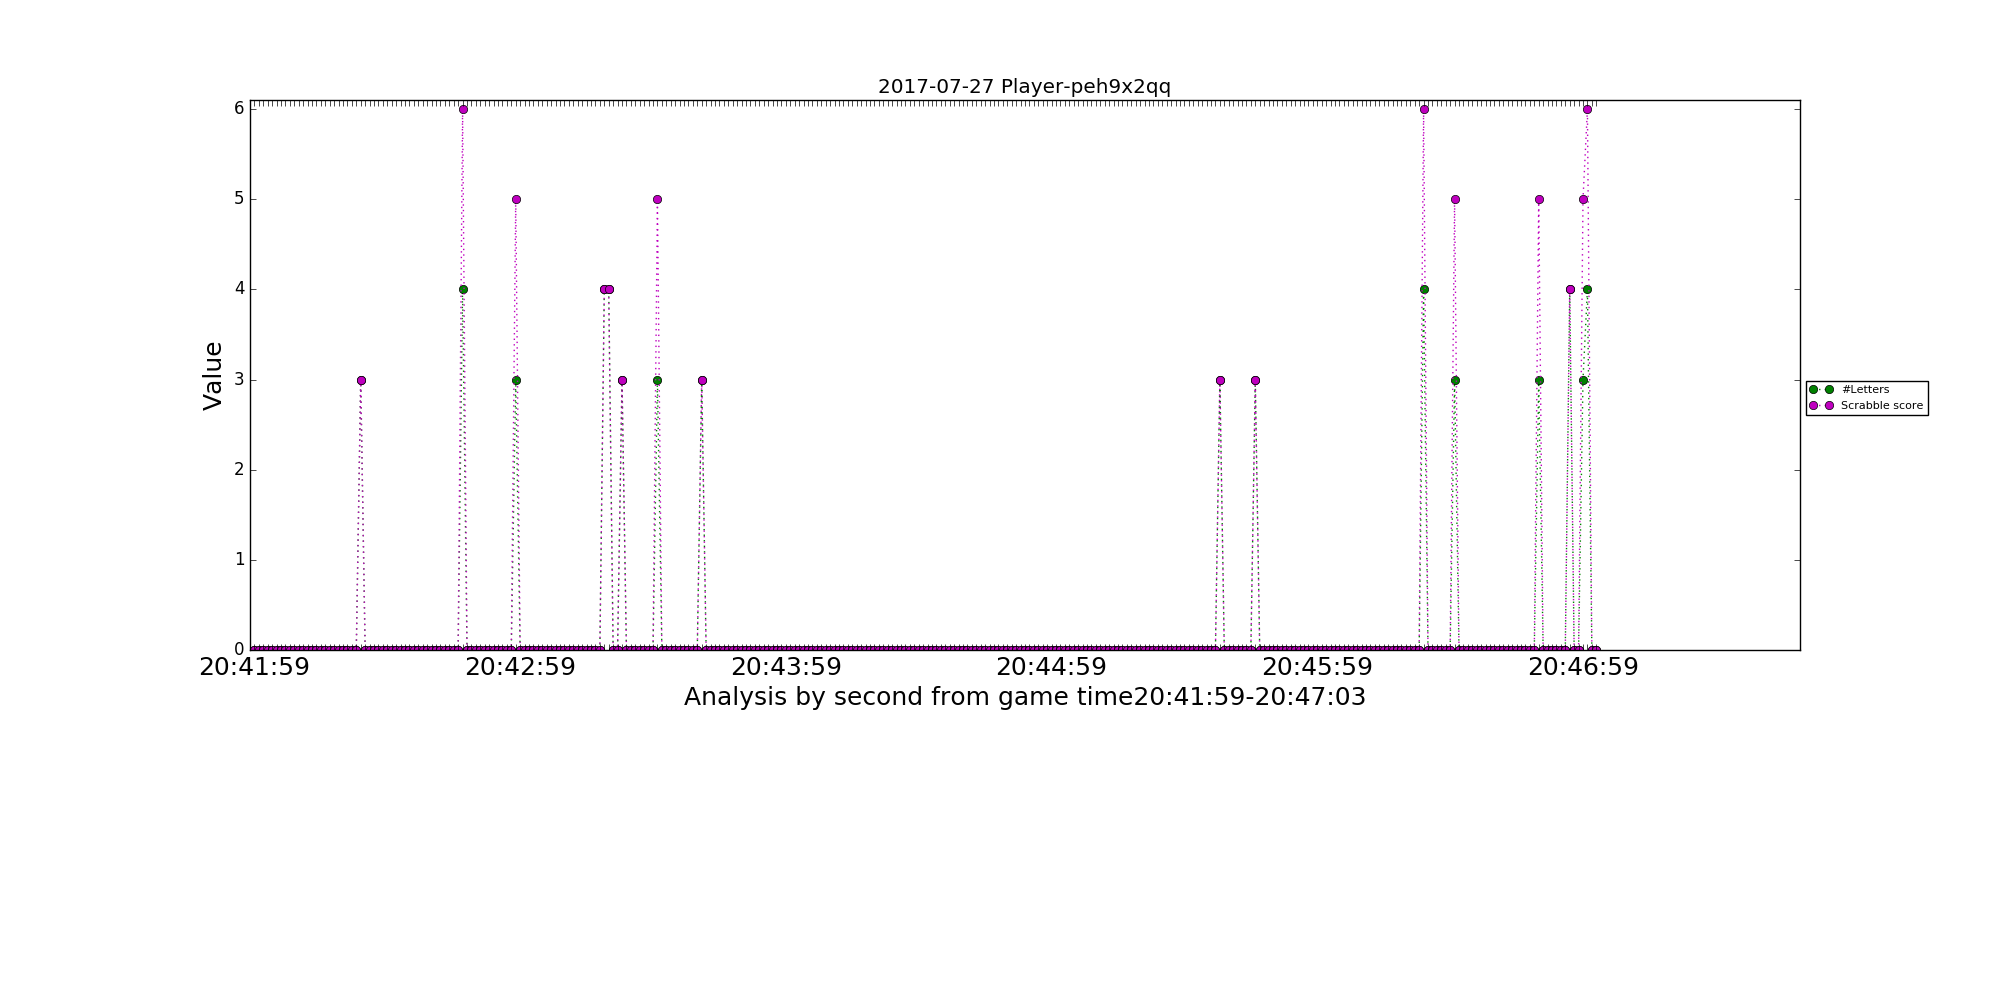 2017-07-27 Player-peh9x2qq
6
5
4
3
2
1
0
Value
20:41:59 20:42:59 20:43:59 20:44:59 20:45:59 20:46:59
Analysis by second from game time20:41:59-20:47:03
#Letters
Scrabble score